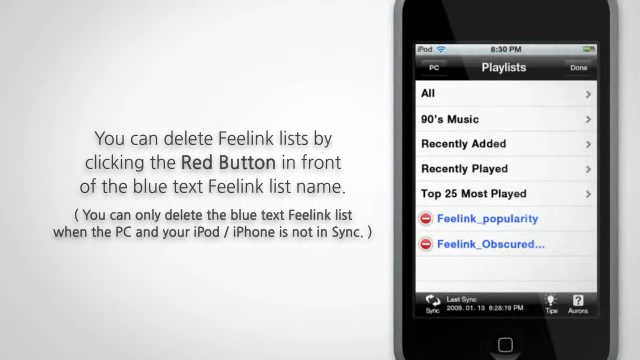 You can delete Feelink lists by
clicking the Red Button in front
of the blue text Feelink list name.
( You can only delete the blue text Feelink list
when the PC and your iPod / iPhone is not in Sync. )
iPod 8:30 PM
PC Playlists Done
All
90's Music
Recently Added
Recently Played
Top 25 Most Played
Feelink_popularity
Feelink_Obscured...
Last Sync
2009. 01. 13 8:28:19 PM
Sync Tips Aurons